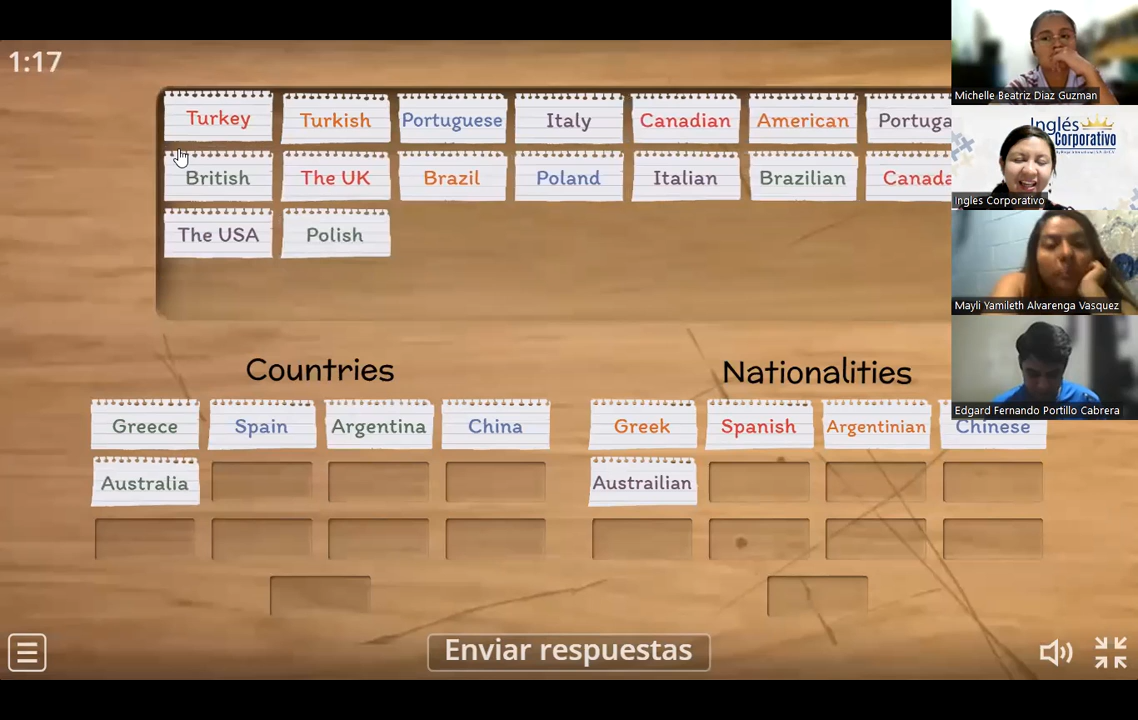 1:17
Turkey Turkish Portuguese Italy Canadian American Portuga
British The UK Brazil Poland Italian Brazilian Canada
The USA Polish
Countries Nationalities
Greece Spain Argentina China Greek Spanish Argentinian Chinese
Australia Austrailian
Enviar respuestas
Michelle Beatriz Diaz Guzman
Inglés
Corporativo
Ingles Corporativo
Mayli Yamileth Alvarenga Vasquez
Edgard Fernando Portillo Cabrera